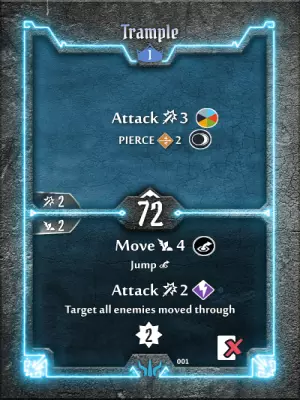 Trample
1
Attack 3
PIERCE 2
2
72
2
Move 4
Jump
Attack 2
Target all enemies moved through
2
001